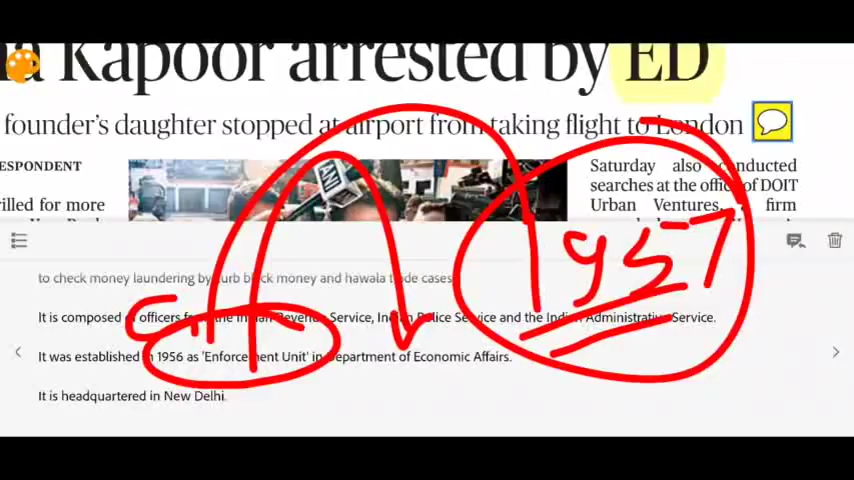 Kapoor arrested by ED
founder's daughter stopped at airport from taking flight to London
ESPONDENT
rilled for more
ANI
Saturday also conducted
searches at the office of DOIT
Urban Ventures, a firm
to check money laundering by curb black money and hawala trade cases
It is composed of officers from the Indian Revenue Service, Indian Police Service and the Indian Administrative Service.
It was established in 1956 as 'Enforcement Unit' in Department of Economic Affairs.
It is headquartered in New Delhi.
1957